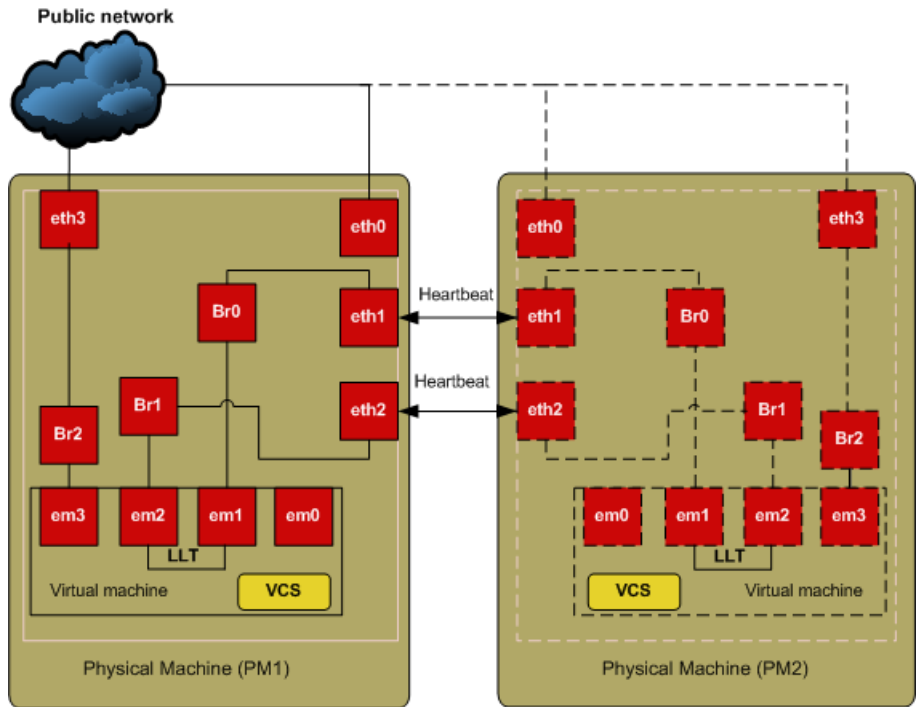 Public network
eth3
eth0
Br0
eth1
Br1
eth2
Br2
em3
em2
em1
em0
LLT
Virtual machine
VCS
Physical Machine (PM1)
Heartbeat
Heartbeat
eth0
eth3
eth1
Br0
eth2
Br1
Br2
em0
em1
em2
em3
LLT
VCS
Virtual machine
Physical Machine (PM2)